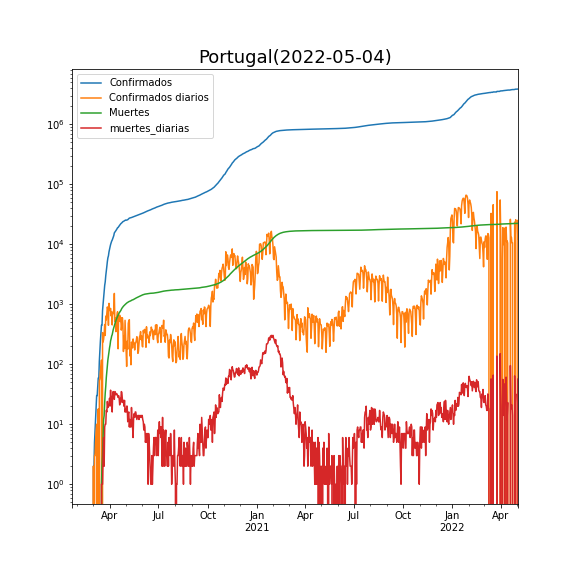 Portugal(2022-05-04)
Confirmados
Confirmados diarios
Muertes
muertes_diarias
10^6
10^5
10^4
10^3
10^2
10^1
10^0
Apr Jul Oct Jan Apr Jul Oct Jan Apr
2021 2022